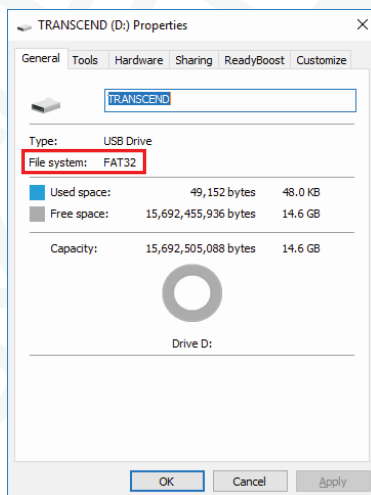 TRANSCEND (D:) Properties
General Tools Hardware Sharing ReadyBoost Customize
TRANSCEND
Type: USB Drive
File system: FAT32
Used space: 49,152 bytes 48.0 KB
Free space: 15,692,455,936 bytes 14.6 GB
Capacity: 15,692,505,088 bytes 14.6 GB
Drive D:
OK Cancel Apply